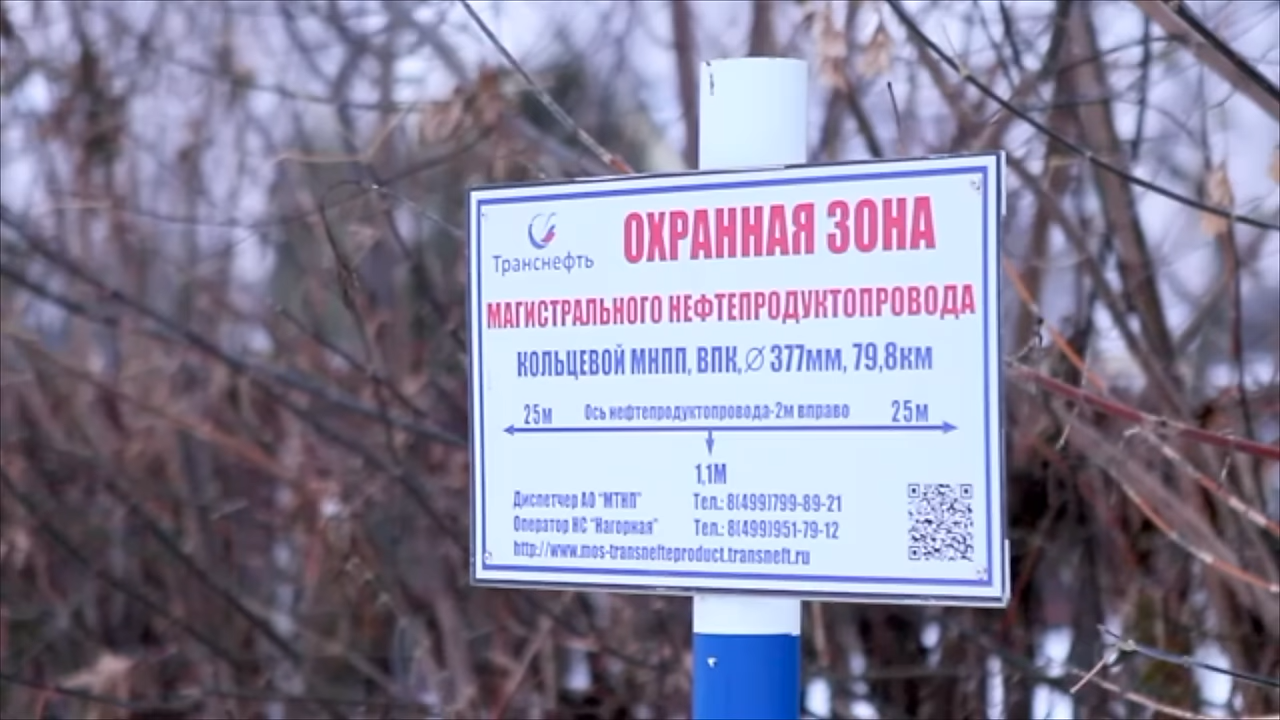 Транснефть
ОХРАННАЯ ЗОНА
МАГИСТРАЛЬНОГО НЕФТЕПРОДУКТОПРОВОДА
КОЛЬЦЕВОЙ МНПП, ВПК, ∅ 377мм, 79,8км
25м Ось нефтепродуктопровода-2м вправо 25м
1,1М
Диспетчер АО "МТНП" Тел.: 8(499)799-89-21
Оператор НС "Нагорная" Тел.: 8(499)951-79-12
http://www.mos-transnefteproduct.transneft.ru